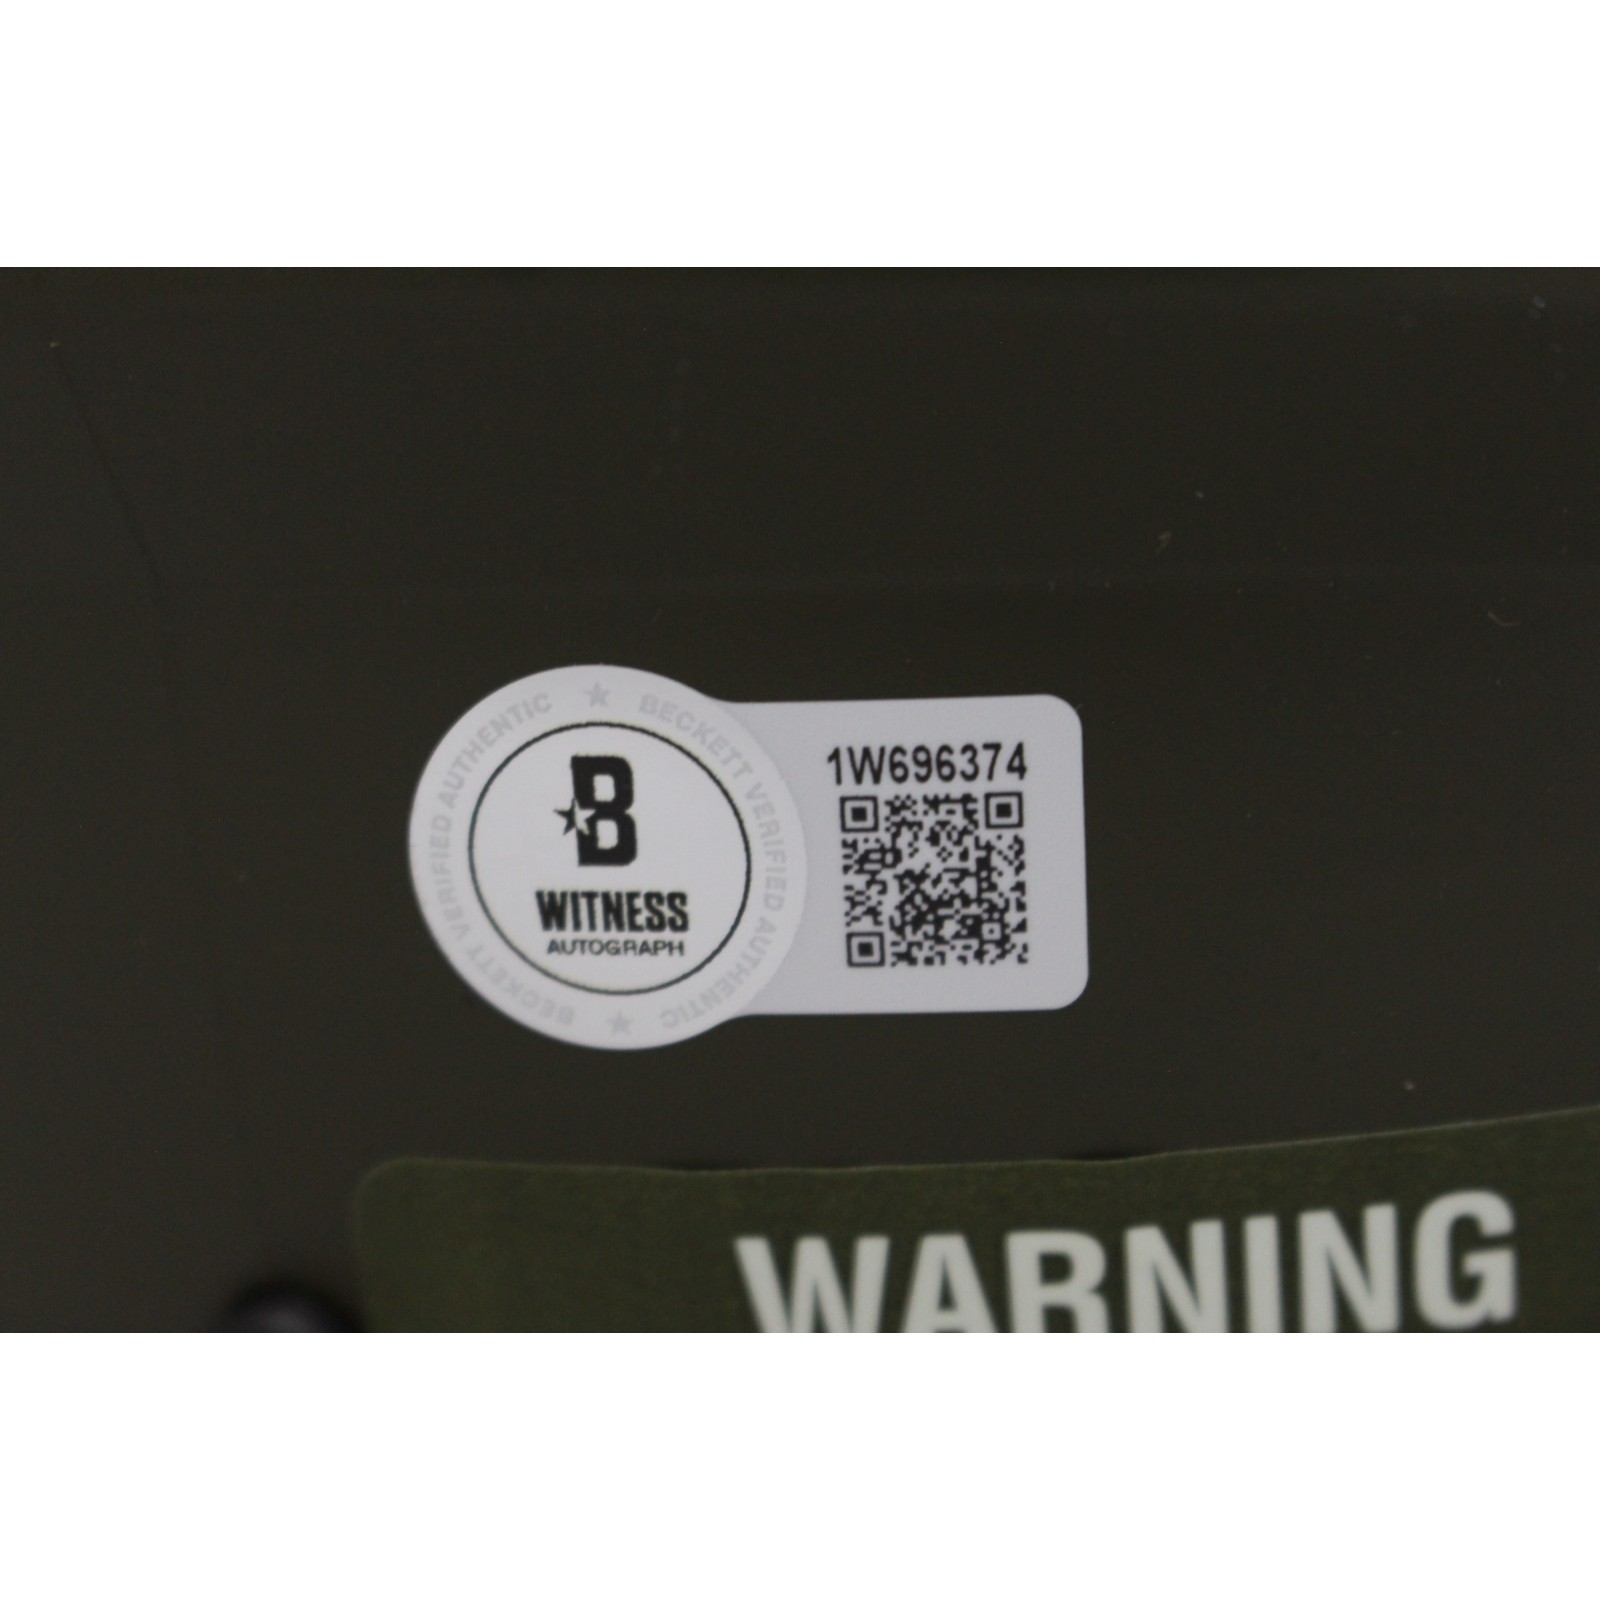 BECKETT VERIFIED AUTHENTIC ★ BECKETT VERIFIED AUTHENTIC ★
B
WITNESS
AUTOGRAPH
1W696374
WARNING